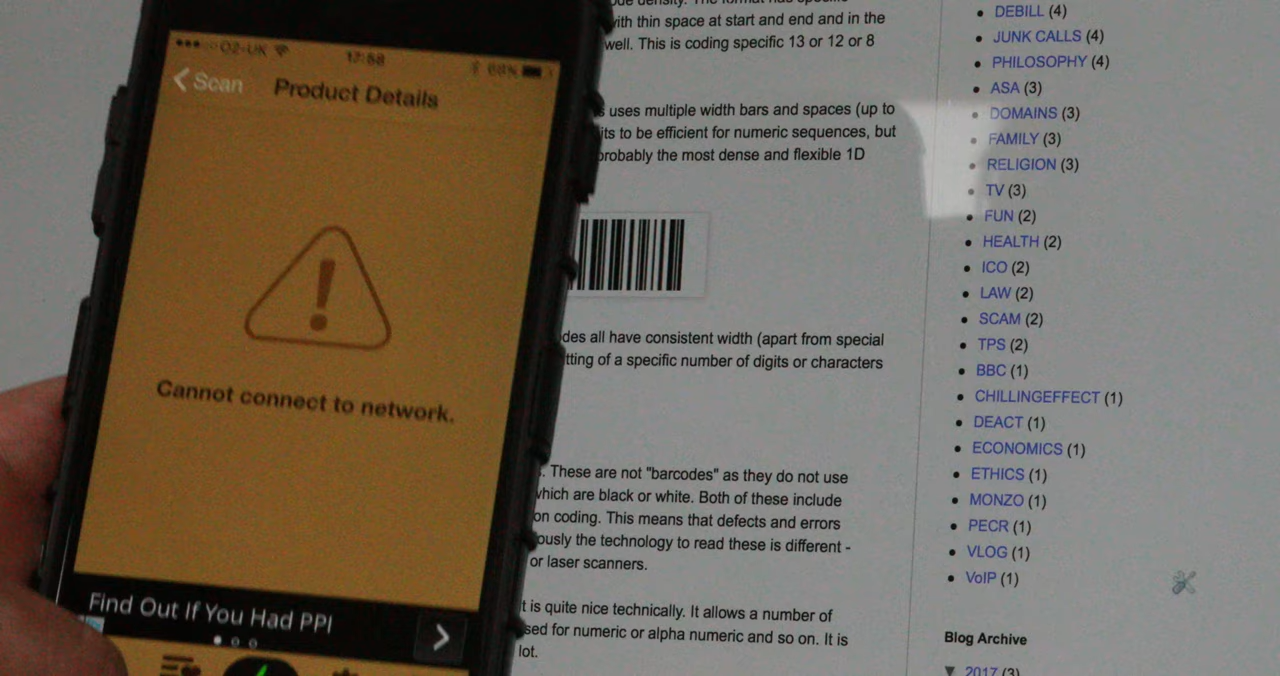 O2-UK
17:58
68%
Scan
Product Details
Cannot connect to network.
Find Out If You Had PPI
with thin space at start and end and in the
well. This is coding specific 13 or 12 or 8
uses multiple width bars and spaces (up to
its to be efficient for numeric sequences, but
probably the most dense and flexible 1D
des all have consistent width (apart from special
tting of a specific number of digits or characters
. These are not "barcodes" as they do not use
which are black or white. Both of these include
on coding. This means that defects and errors
ously the technology to read these is different -
or laser scanners.
t is quite nice technically. It allows a number of
sed for numeric or alpha numeric and so on. It is
lot.
DEBILL (4)
JUNK CALLS (4)
PHILOSOPHY (4)
ASA (3)
DOMAINS (3)
FAMILY (3)
RELIGION (3)
TV (3)
FUN (2)
HEALTH (2)
ICO (2)
LAW (2)
SCAM (2)
TPS (2)
BBC (1)
CHILLINGEFFECT (1)
DEACT (1)
ECONOMICS (1)
ETHICS (1)
MONZO (1)
PECR (1)
VLOG (1)
VoIP (1)
Blog Archive
2017 (3)